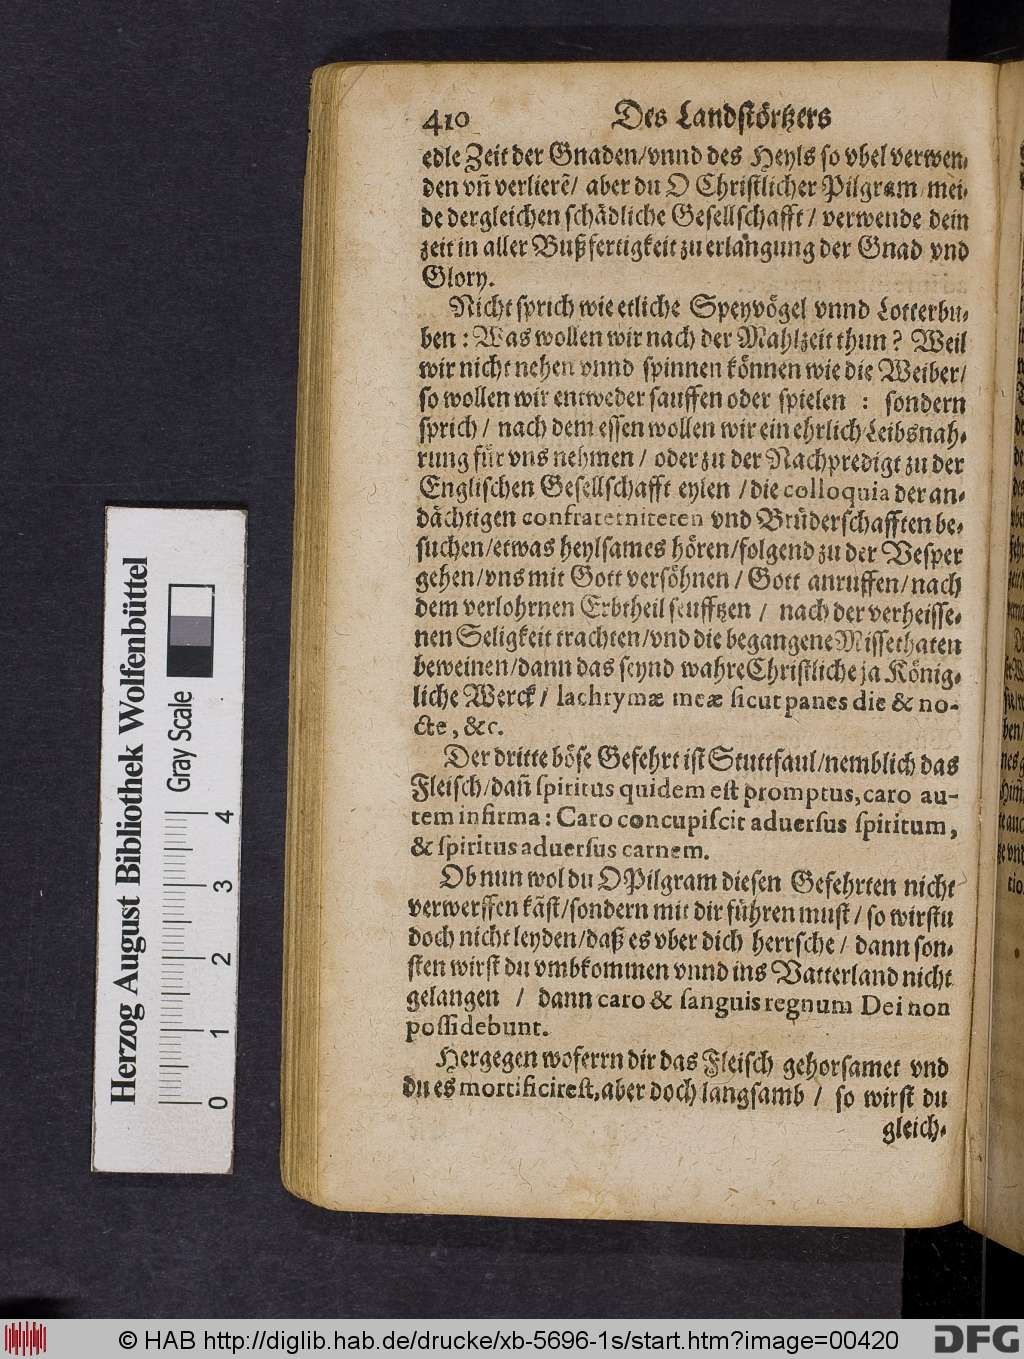 410 Des Landstörtzers
edle Zeit der Gnaden/vnnd des Heyls so vbel verwen-
den vñ verlierẽ/ aber du O Christlicher Pilgram/mei-
de dergleichen schädliche Gesellschafft/ verwende dein
zeit in aller Bußfertigkeit zu erlangung der Gnad vnd
Glory.
Nicht sprich wie etliche Speyvögel vnnd Lotterbu-
ben: Was wollen wir nach der Mahlzeit thun? Weil
wir nicht nehen vnnd spinnen können wie die Weiber/
so wollen wir entweder sauffen oder spielen : sondern
sprich/ nach dem essen wollen wir ein ehrlich Leibsnah-
rung für vns nehmen/ oder zu der Nachpredigt zu der
Englischen Gesellschafft eylen /die colloquia der an-
dächtigen confraterniteten vnd Brüderschafften be-
suchen/etwas heylsames hören/folgend zu der Vesper
gehen/vns mit Gott versöhnen/ Gott anruffen/nach
dem verlohrnen Erbtheil seufftzen / nach der verheisse-
nen Seligkeit trachten/vnd die begangene Missethaten
beweinen/dann das seynd wahre Christliche ja König-
liche Werck/ lachrymæ meæ sicut panes die & no-
cte, &c.
Der dritte böse Gefehrt ist Stuttfaul/nemblich das
Fleisch/dañ spiritus quidem est promptus, caro au-
tem infirma: Caro concupiscit aduersus spiritum,
& spiritus aduersus carnem.
Ob nun wol du O Pilgram diesen Gefehrten nicht
verwerffen kãst/sondern mit dir führen must/ so wirstu
doch nicht leyden/daß es vber dich herrsche/ dann son-
sten wirst du vmbkommen vnnd ins Vatterland nicht
gelangen / dann caro & sanguis regnum Dei non
possidebunt.
Hergegen woferrn dir das Fleisch gehorsamet vnd
du es mortificirest, aber doch langsamb / so wirst du
gleich-
Herzog August Bibliothek Wolfenbüttel
Gray Scale
0 1 2 3 4
© HAB http://diglib.hab.de/drucke/xb-5696-1s/start.htm?image=00420
DFG